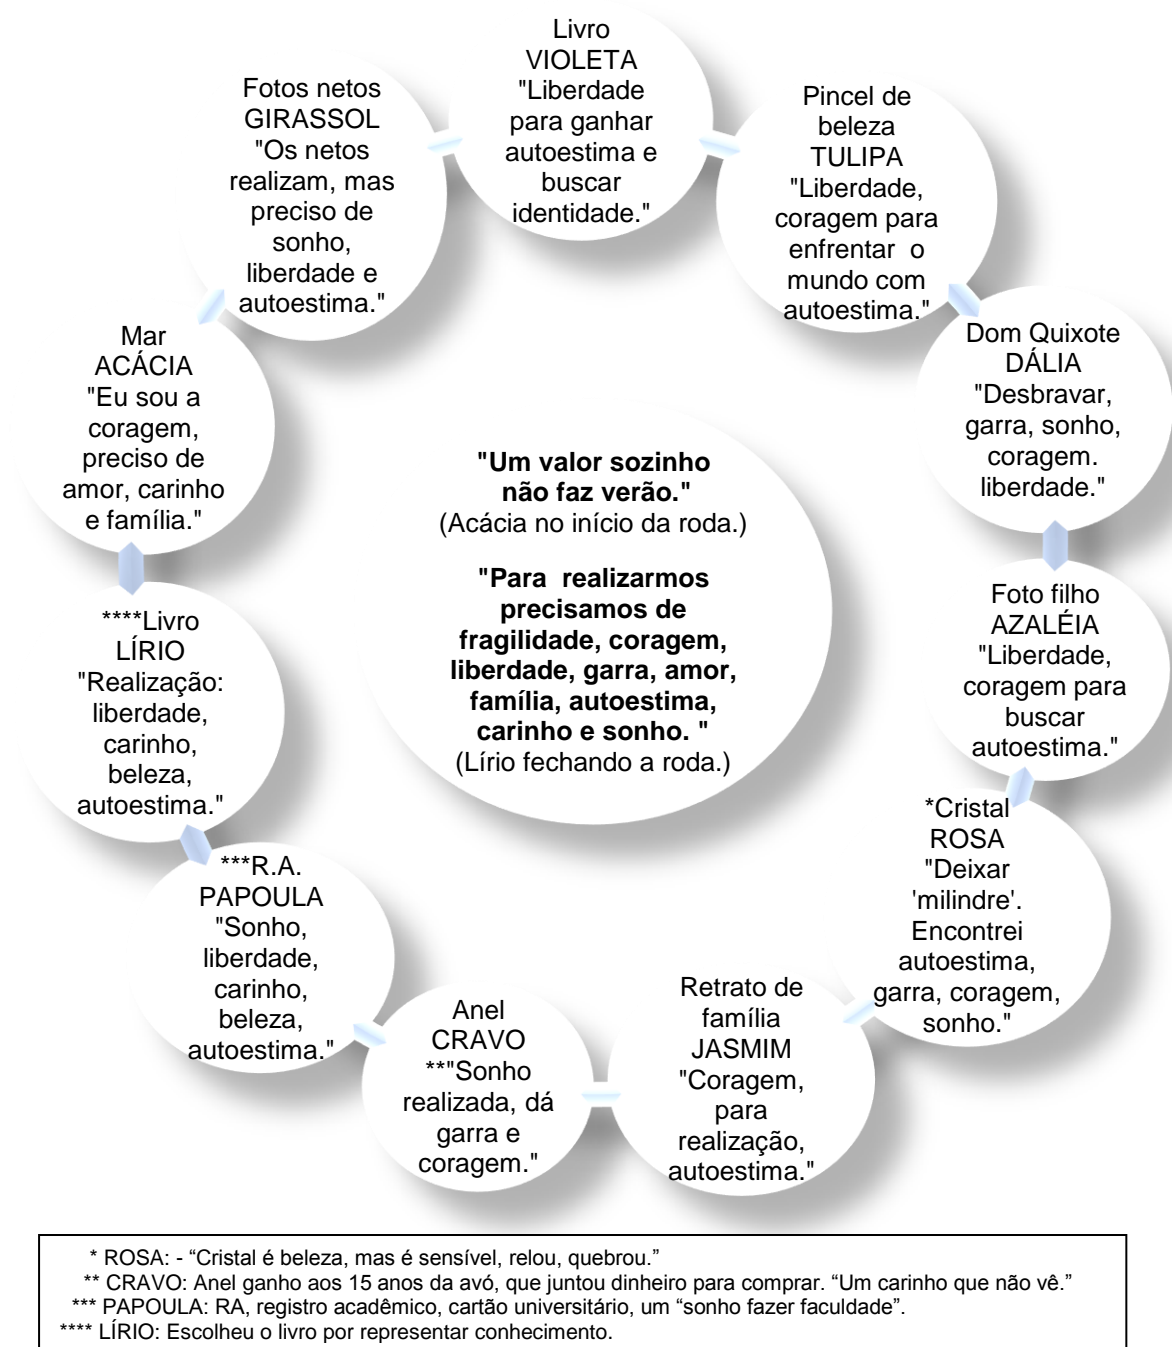 Livro
VIOLETA
"Liberdade
para ganhar
autoestima e
buscar
identidade."
Pincel de
beleza
TULIPA
"Liberdade,
coragem para
enfrentar o
mundo com
autoestima."
Dom Quixote
DÁLIA
"Desbravar,
garra, sonho,
coragem.
liberdade."
Foto filho
AZALÉIA
"Liberdade,
coragem para
buscar
autoestima."
*Cristal
ROSA
"Deixar
'milindre'.
Encontrei
autoestima,
garra, coragem,
sonho."
Retrato de
família
JASMIM
"Coragem,
para
realização,
autoestima."
Anel
CRAVO
**"Sonho
realizada, dá
garra e
coragem."
***R.A.
PAPOULA
"Sonho,
liberdade,
carinho,
beleza,
autoestima."
****Livro
LÍRIO
"Realização:
liberdade,
carinho,
beleza,
autoestima."
Mar
ACÁCIA
"Eu sou a
coragem,
preciso de
amor, carinho
e família."
Fotos netos
GIRASSOL
"Os netos
realizam, mas
preciso de
sonho,
liberdade e
autoestima."
"Um valor sozinho
não faz verão."
(Acácia no início da roda.)
"Para realizarmos
precisamos de
fragilidade, coragem,
liberdade, garra, amor,
família, autoestima,
carinho e sonho. "
(Lírio fechando a roda.)
* ROSA: - “Cristal é beleza, mas é sensível, relou, quebrou.”
** CRAVO: Anel ganho aos 15 anos da avó, que juntou dinheiro para comprar. “Um carinho que não vê.”
*** PAPOULA: RA, registro acadêmico, cartão universitário, um “sonho fazer faculdade”.
**** LÍRIO: Escolheu o livro por representar conhecimento.